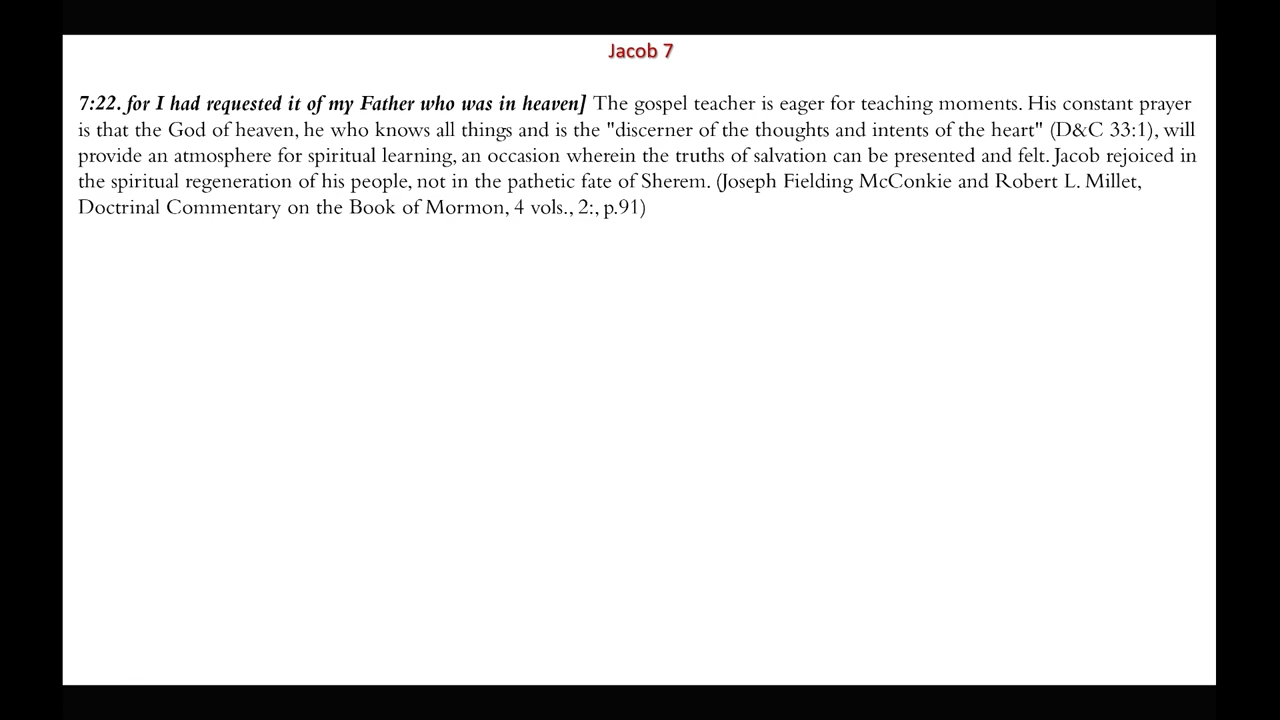 Jacob 7
7:22. for I had requested it of my Father who was in heaven] The gospel teacher is eager for teaching moments. His constant prayer
is that the God of heaven, he who knows all things and is the "discerner of the thoughts and intents of the heart" (D&C 33:1), will
provide an atmosphere for spiritual learning, an occasion wherein the truths of salvation can be presented and felt. Jacob rejoiced in
the spiritual regeneration of his people, not in the pathetic fate of Sherem. (Joseph Fielding McConkie and Robert L. Millet,
Doctrinal Commentary on the Book of Mormon, 4 vols., 2:, p.91)